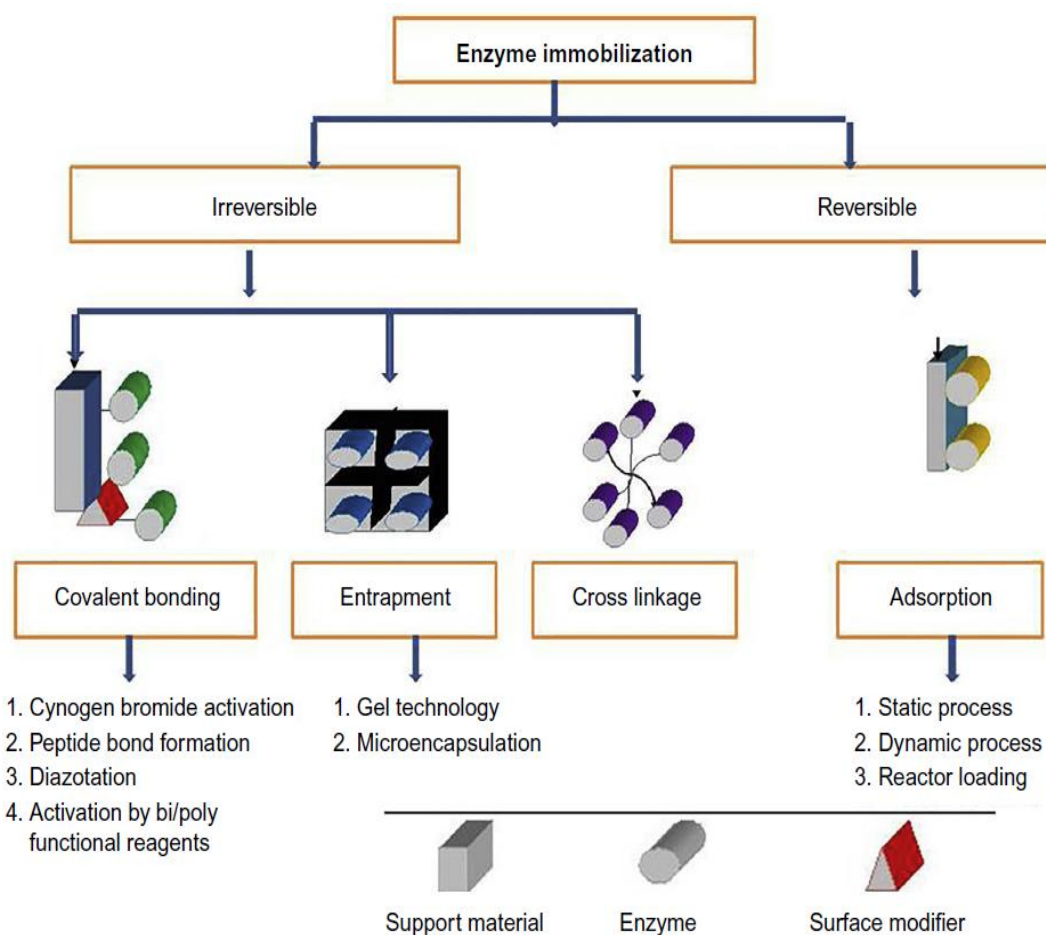 Enzyme immobilization
Irreversible
Reversible
Covalent bonding
Entrapment
Cross linkage
Adsorption
1. Cynogen bromide activation
2. Peptide bond formation
3. Diazotation
4. Activation by bi/poly
functional reagents
1. Gel technology
2. Microencapsulation
1. Static process
2. Dynamic process
3. Reactor loading
Support material
Enzyme
Surface modifier